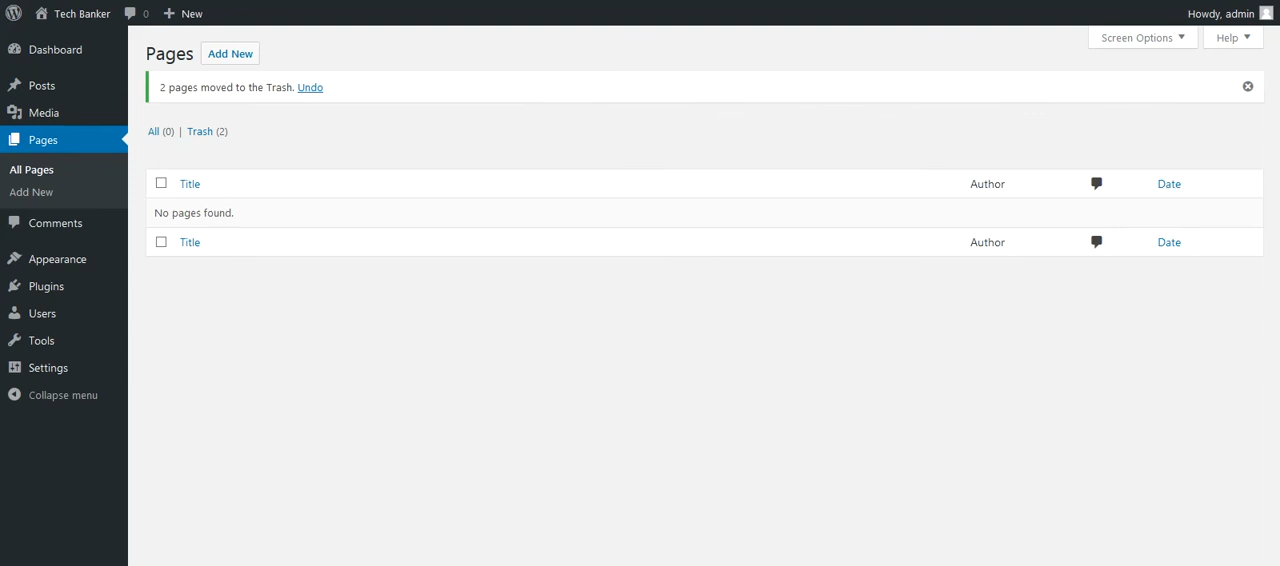 Tech Banker 0 New Howdy, admin
Dashboard
Posts
Media
Pages
All Pages
Add New
Comments
Appearance
Plugins
Users
Tools
Settings
Collapse menu
Screen Options Help
Pages Add New
2 pages moved to the Trash. Undo
All (0) | Trash (2)
Title Author Date
No pages found.
Title Author Date